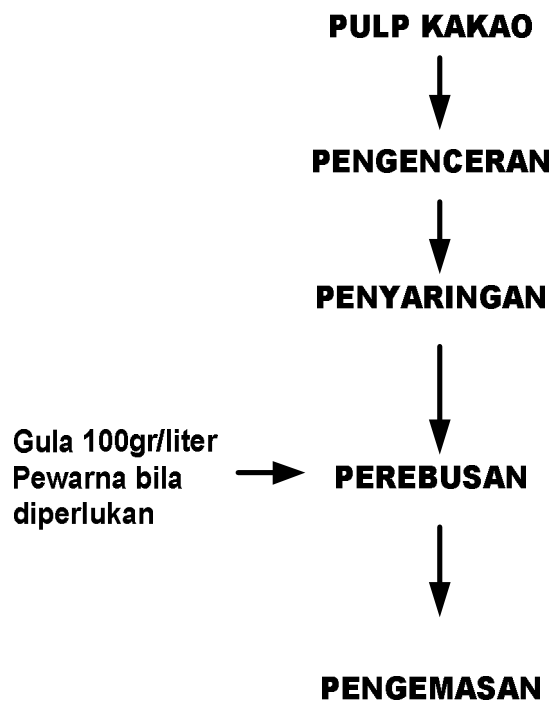 PULP KAKAO
PENGENCERAN
PENYARINGAN
Gula 100gr/liter
Pewarna bila
diperlukan
PEREBUSAN
PENGEMASAN